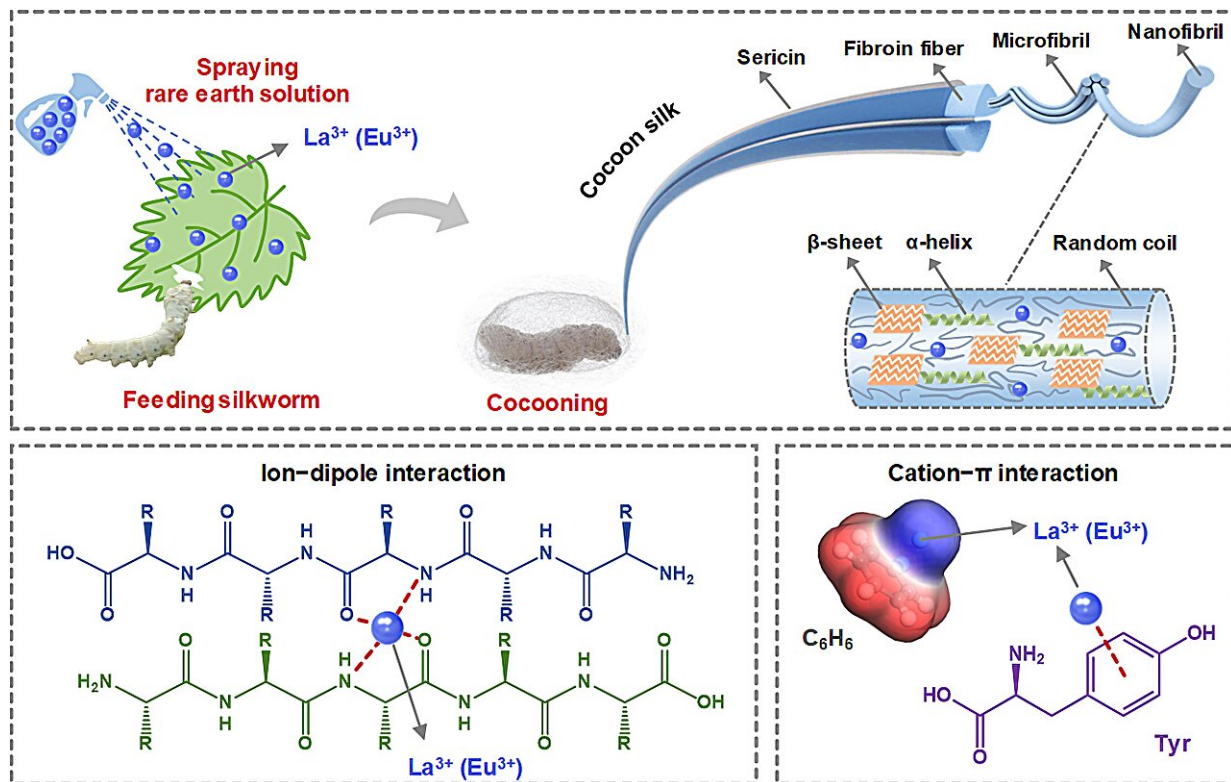 Spraying
rare earth solution
La³⁺ (Eu³⁺)
Feeding silkworm
Cocooning
Cocoon silk
Sericin
Fibroin fiber
Microfibril
Nanofibril
β-sheet
α-helix
Random coil
Ion−dipole interaction
R
O
R
H
N
O
R
HO
N
H
N
H
NH₂
O
R
O
R
O
O
R
H
N
O
R
O
H₂N
N
H
N
H
OH
R
O
R
O
R
La³⁺ (Eu³⁺)
Cation−π interaction
La³⁺ (Eu³⁺)
C₆H₆
NH₂
OH
HO
O
Tyr